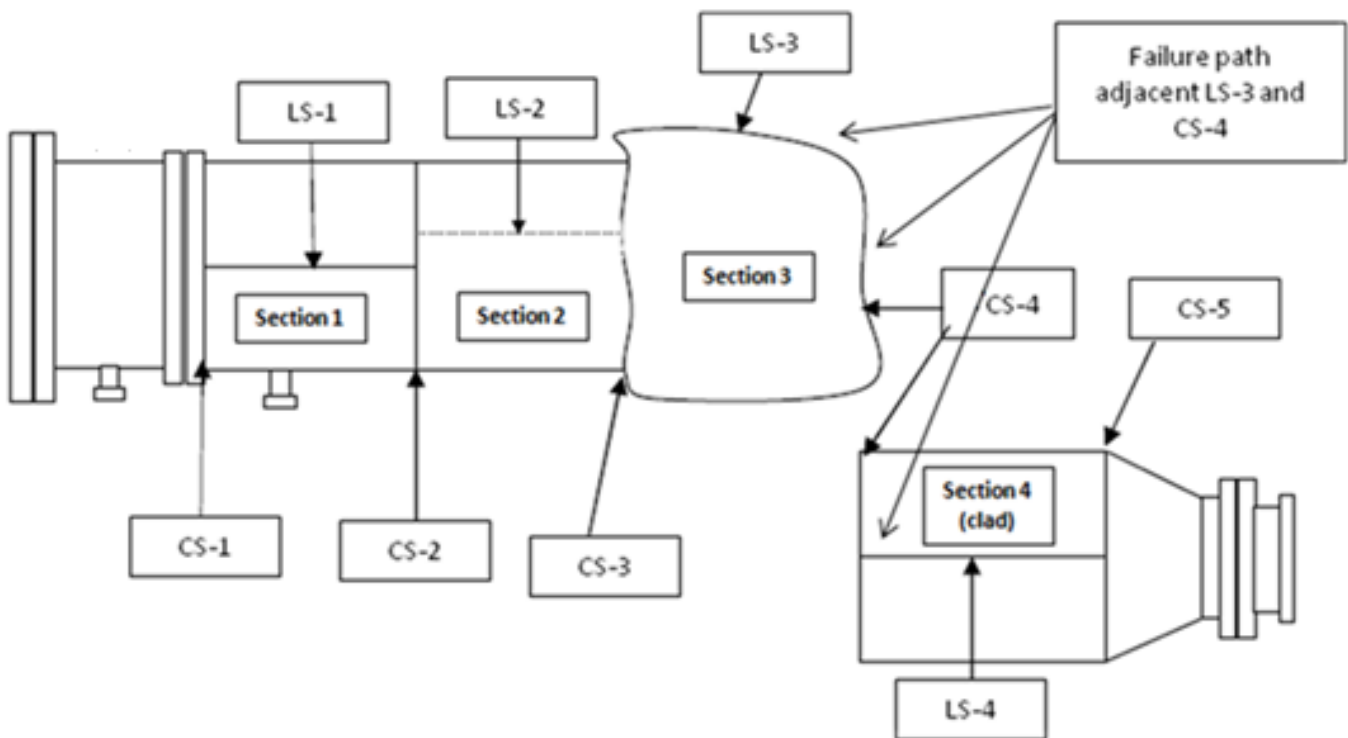 LS-3
Failure path
adjacent LS-3 and
CS-4
LS-1
LS-2
Section 3
CS-4
CS-5
Section 1
Section 2
Section 4
(clad)
CS-1
CS-2
CS-3
LS-4